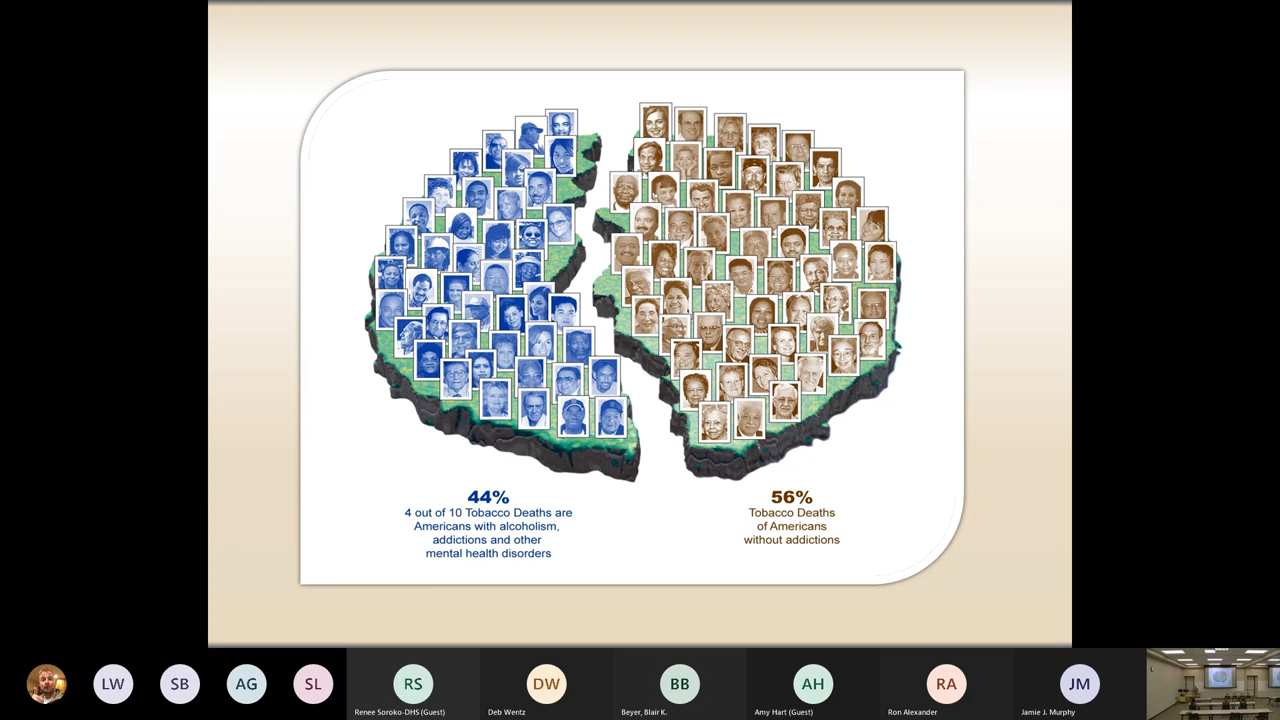 44%
4 out of 10 Tobacco Deaths are
Americans with alcoholism,
addictions and other
mental health disorders
56%
Tobacco Deaths
of Americans
without addictions
LW
SB
AG
SL
RS
Renee Soroko-DHS (Guest)
DW
Deb Wentz
BB
Beyer, Blair K.
AH
Amy Hart (Guest)
RA
Ron Alexander
JM
Jamie J. Murphy